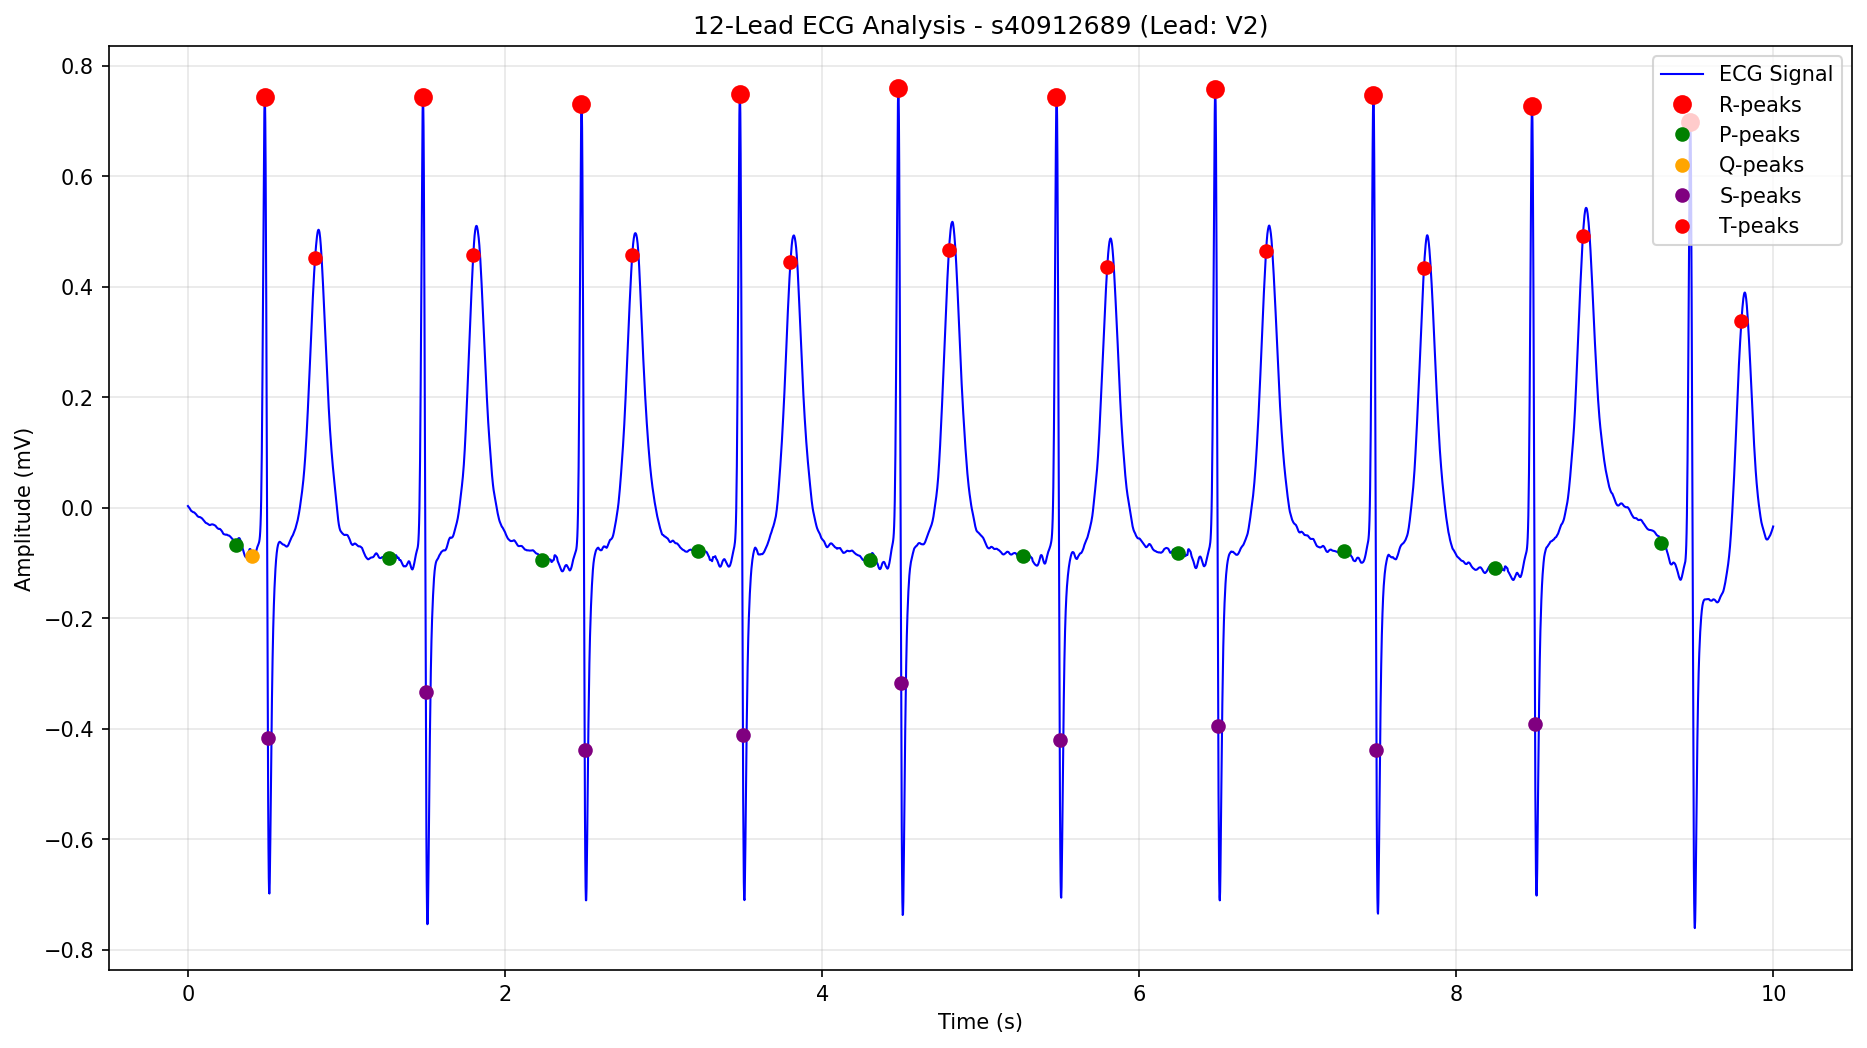 12-Lead ECG Analysis - s40912689 (Lead: V2)
ECG Signal
R-peaks
P-peaks
Q-peaks
S-peaks
T-peaks
Amplitude (mV)
0.8
0.6
0.4
0.2
0.0
−0.2
−0.4
−0.6
−0.8
0 2 4 6 8 10
Time (s)